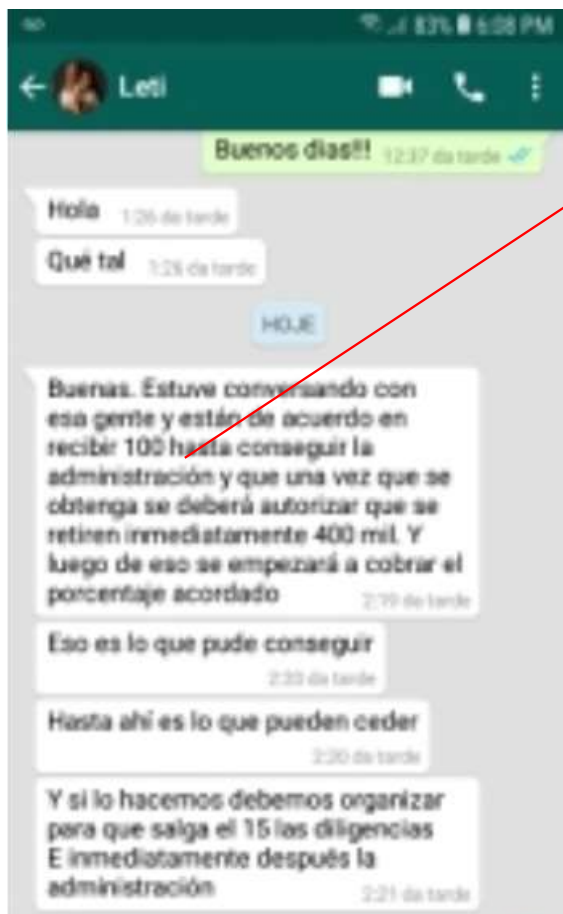 83% 6:08 PM
Leti
Buenos dias!!! 12:37 da tarde
Hola 1:26 da tarde
Qué tal 1:26 da tarde
HOJE
Buenas. Estuve conversando con
esa gente y están de acuerdo en
recibir 100 hasta conseguir la
administración y que una vez que se
obtenga se deberá autorizar que se
retiren inmediatamente 400 mil. Y
luego de eso se empezará a cobrar el
porcentaje acordado 2:19 da tarde
Eso es lo que pude conseguir
2:20 da tarde
Hasta ahí es lo que pueden ceder
2:20 da tarde
Y si lo hacemos debemos organizar
para que salga el 15 las diligencias
E inmediatamente después la
administración 2:21 da tarde